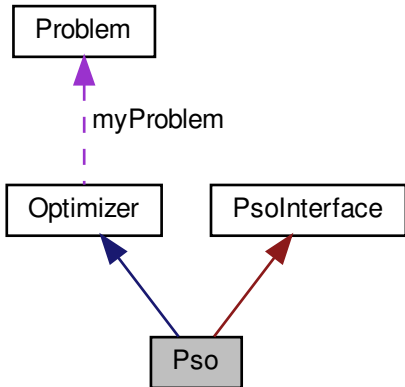 Problem
myProblem
Optimizer
PsoInterface
Pso